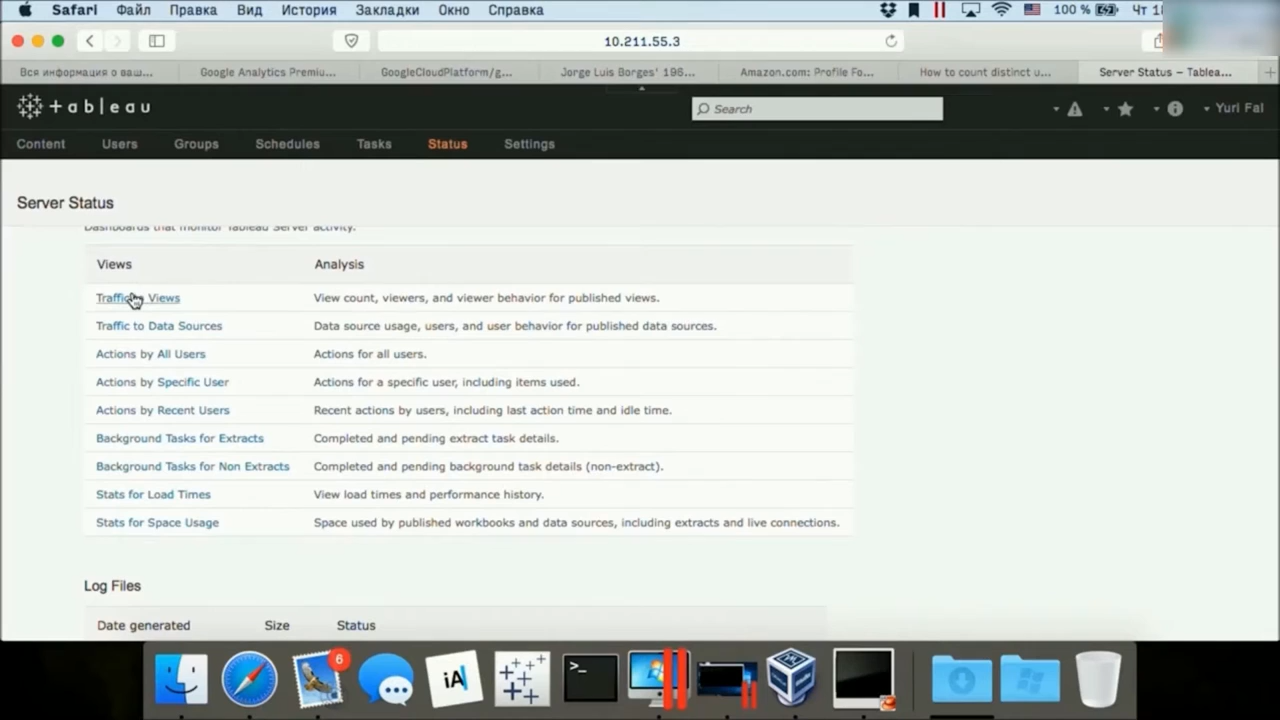 Safari Файл Правка Вид История Закладки Окно Справка 100 % Чт 1
10.211.55.3
Вся информация о ваш... Google Analytics Premiu... GoogleCloudPlatform/g... Jorge Luis Borges' 196... Amazon.com: Profile Fo... How to count distinct u... Server Status – Tablea...
+ a b | e a u Search Yuri Fal
Content Users Groups Schedules Tasks Status Settings
Server Status
Dashboards that monitor Tableau Server activity.
Views Analysis
Traffic Views View count, viewers, and viewer behavior for published views.
Traffic to Data Sources Data source usage, users, and user behavior for published data sources.
Actions by All Users Actions for all users.
Actions by Specific User Actions for a specific user, including items used.
Actions by Recent Users Recent actions by users, including last action time and idle time.
Background Tasks for Extracts Completed and pending extract task details.
Background Tasks for Non Extracts Completed and pending background task details (non-extract).
Stats for Load Times View load times and performance history.
Stats for Space Usage Space used by published workbooks and data sources, including extracts and live connections.
Log Files
Date generated Size Status
6
iA
>_